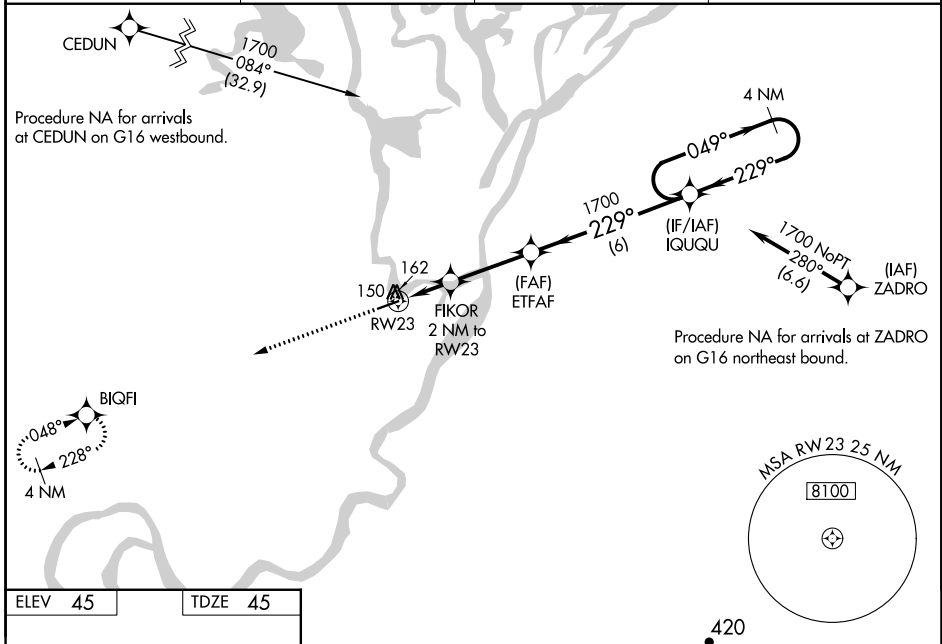 CEDUN
1700
084°
(32.9)
Procedure NA for arrivals
at CEDUN on G16 westbound.
4 NM
049°
229°
1700
229°
(6)
(IF/IAF)
IQUQU
1700 NoPT
280°
(6.6)
(IAF)
ZADRO
(FAF)
ETFAF
162
150
RW23
FIKOR
2 NM to
RW23
Procedure NA for arrivals at ZADRO
on G16 northeast bound.
BIQFI
048°
228°
4 NM
MSA RW23 25 NM
8100
ELEV 45
TDZE 45
420